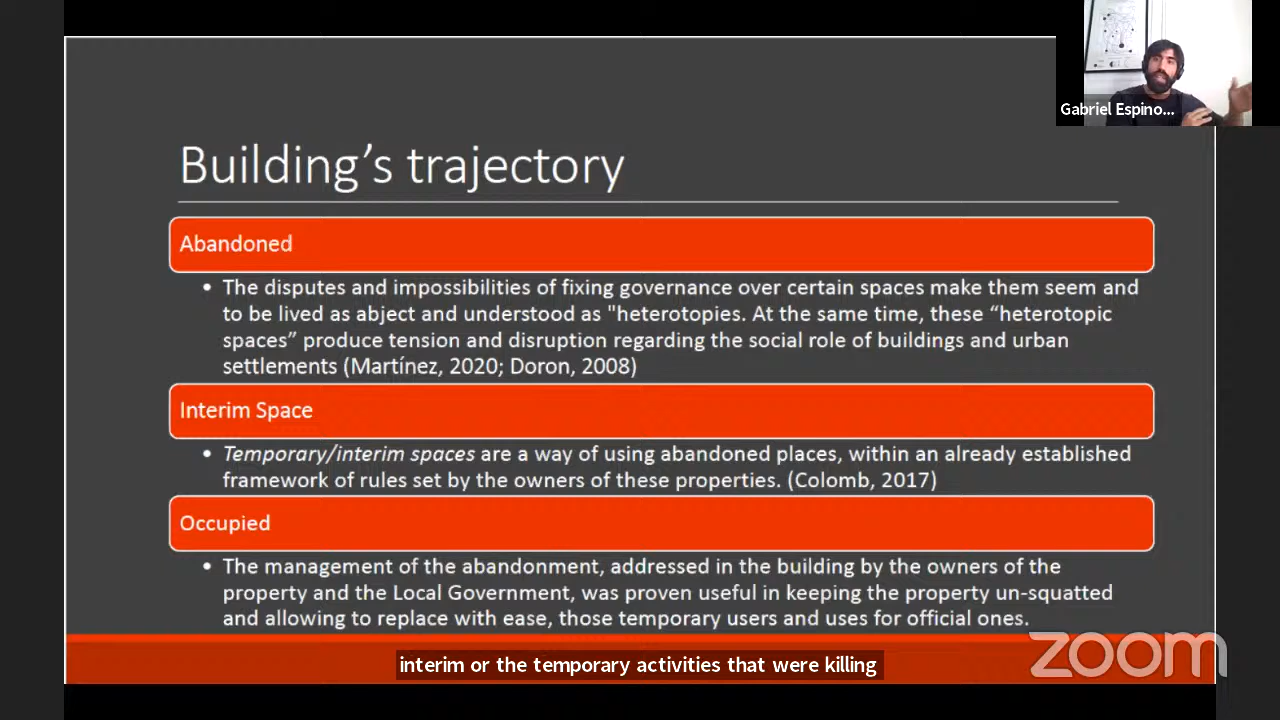 Gabriel Espino...
Building's trajectory
Abandoned
• The disputes and impossibilities of fixing governance over certain spaces make them seem and
to be lived as abject and understood as "heterotopies. At the same time, these “heterotopic
spaces” produce tension and disruption regarding the social role of buildings and urban
settlements (Martínez, 2020; Doron, 2008)
Interim Space
• Temporary/interim spaces are a way of using abandoned places, within an already established
framework of rules set by the owners of these properties. (Colomb, 2017)
Occupied
• The management of the abandonment, addressed in the building by the owners of the
property and the Local Government, was proven useful in keeping the property un-squatted
and allowing to replace with ease, those temporary users and uses for official ones.
zoom
interim or the temporary activities that were killing